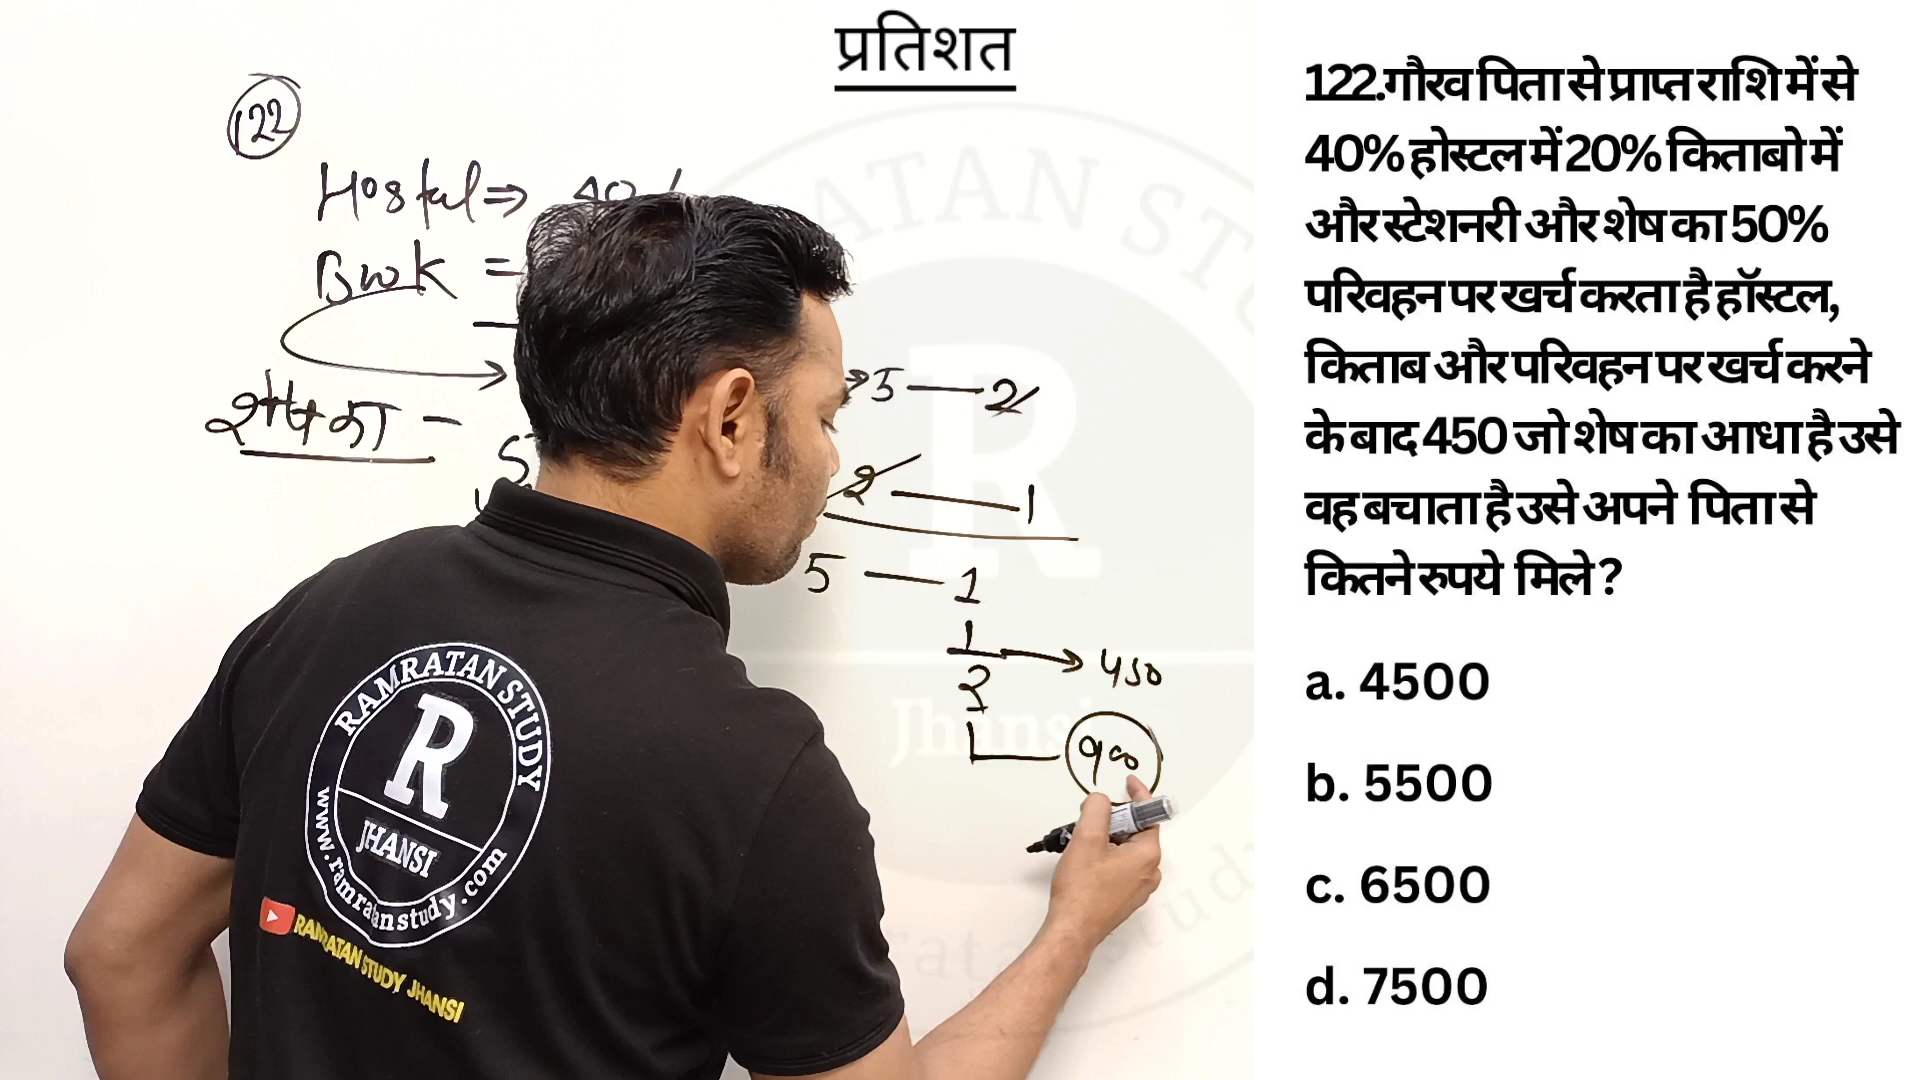 प्रतिशत
122
Hostel ⇒ 40
Book =
शेष का -
5 — 2
2 — 1
5 — 1
1/2 → 450
900
RAMRATAN STUDY
R
JHANSI
www.ramratanstudy.com
RAMRATAN STUDY JHANSI
122.गौरव पिता से प्राप्त राशि में से
40% होस्टल में 20% किताबो में
और स्टेशनरी और शेष का 50%
परिवहन पर खर्च करता है हॉस्टल,
किताब और परिवहन पर खर्च करने
के बाद 450 जो शेष का आधा है उसे
वह बचाता है उसे अपने पिता से
कितने रुपये मिले ?
a. 4500
b. 5500
c. 6500
d. 7500